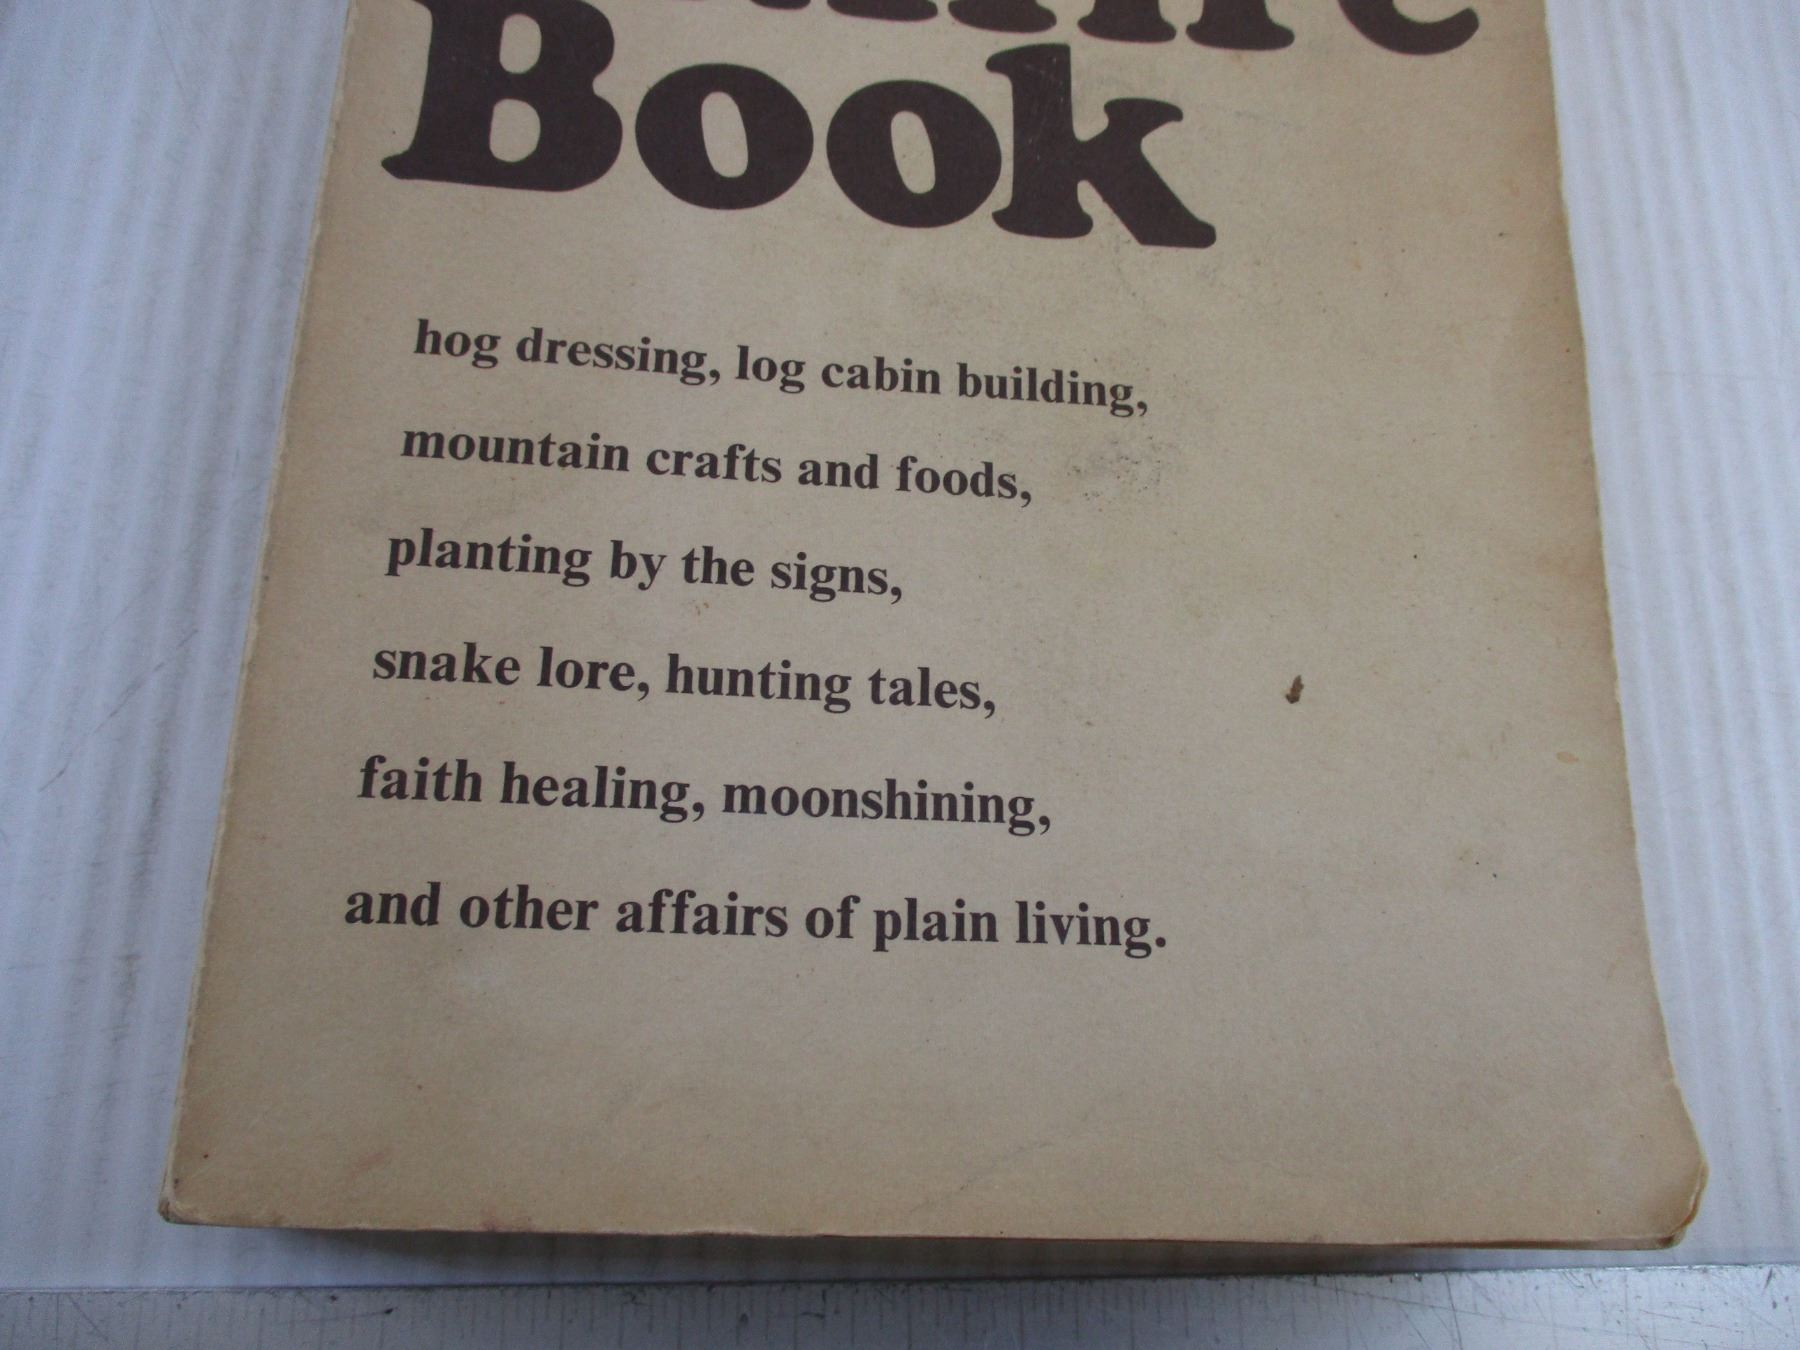 Book
hog dressing, log cabin building,
mountain crafts and foods,
planting by the signs,
snake lore, hunting tales,
faith healing, moonshining,
and other affairs of plain living.